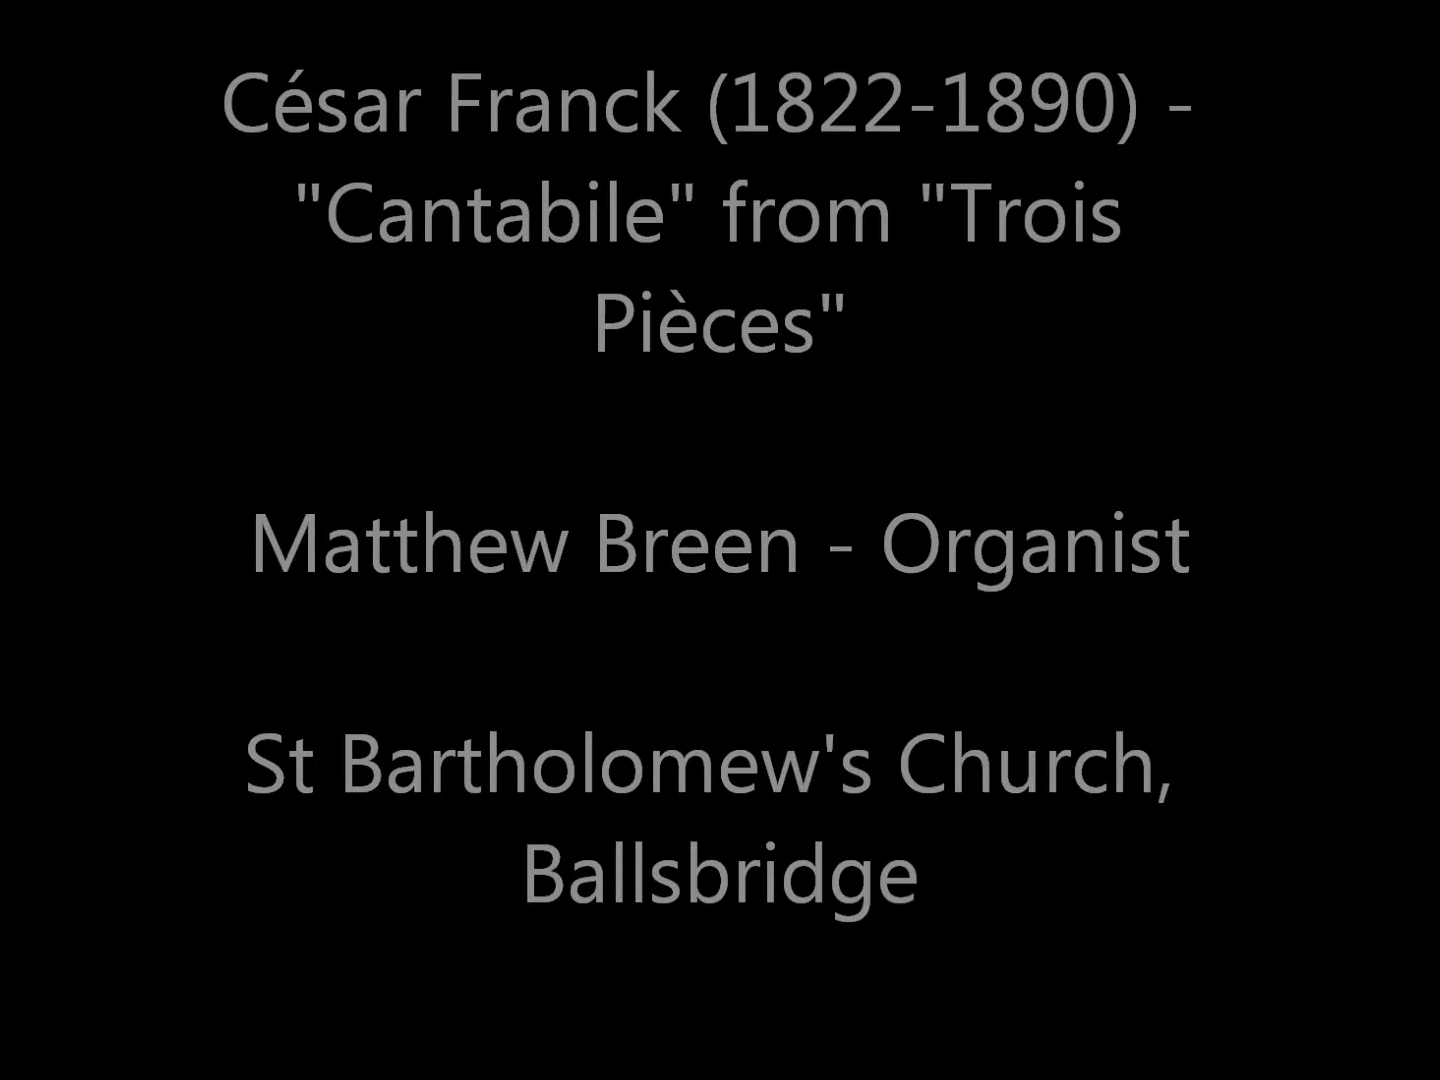 César Franck (1822-1890) -
"Cantabile" from "Trois
Pièces"
Matthew Breen - Organist
St Bartholomew's Church,
Ballsbridge